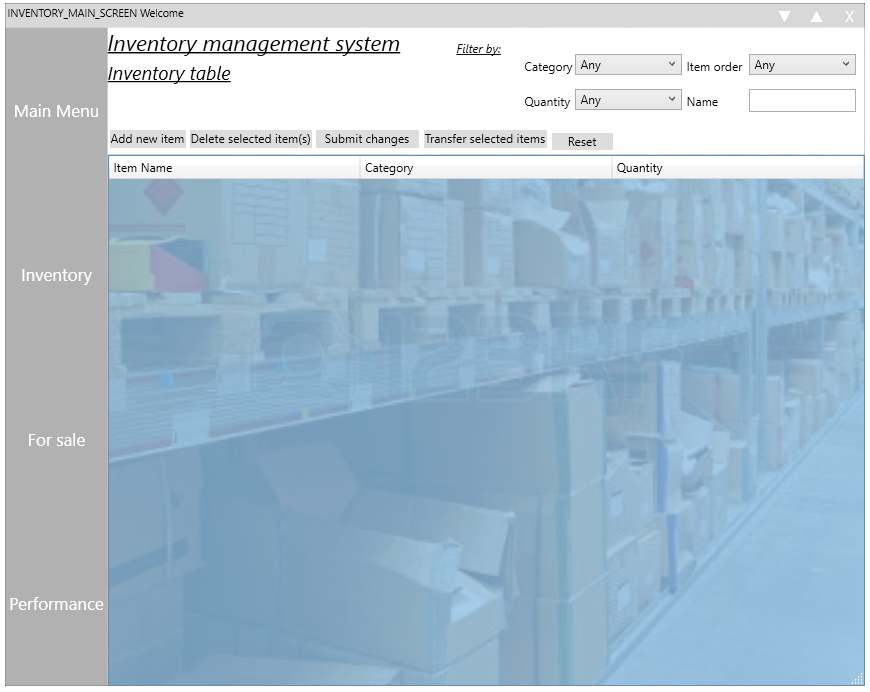 INVENTORY_MAIN_SCREEN Welcome
X
Main Menu
Inventory
For sale
Performance
Inventory management system
Inventory table
Filter by:
Category Any Item order Any
Quantity Any Name
Add new item Delete selected item(s) Submit changes Transfer selected items Reset
Item Name Category Quantity